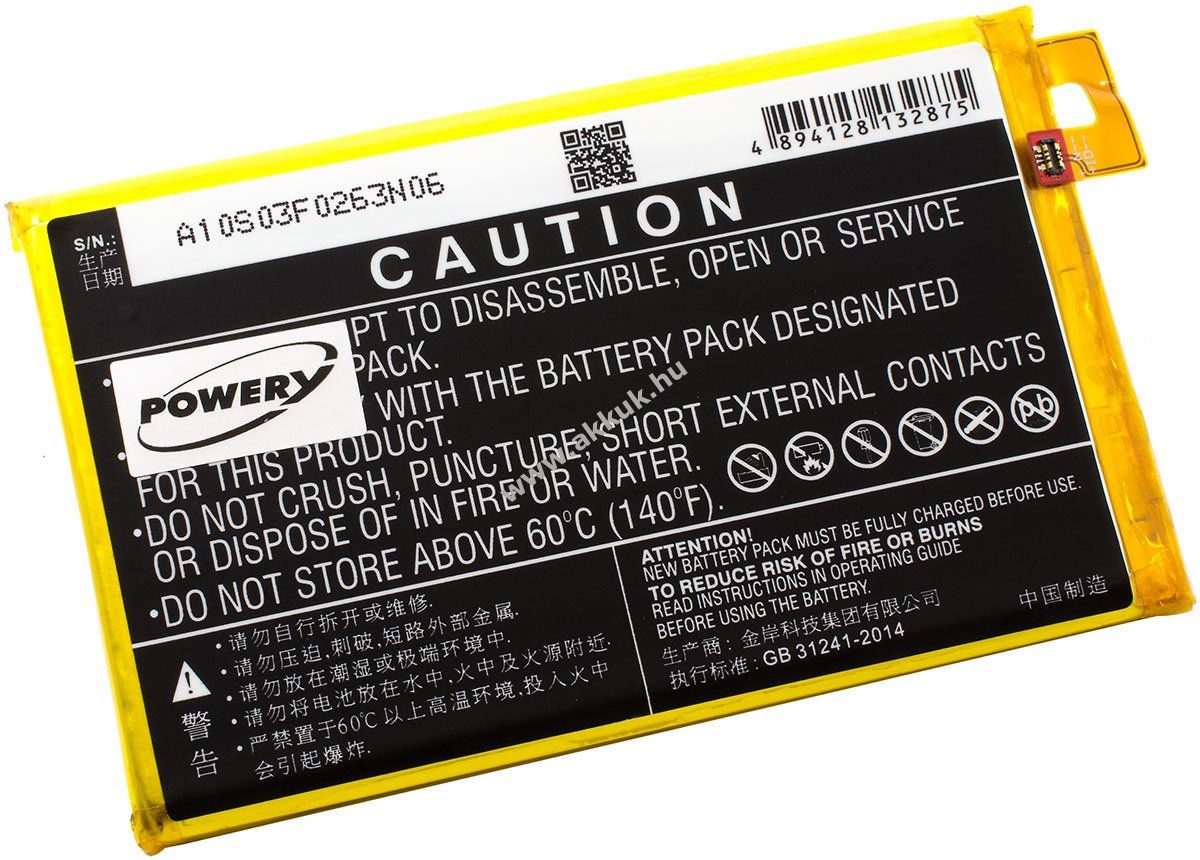 4 894128 132875
S/N.: A10S03F0263N06
生产
日期
CAUTION
PT TO DISASSEMBLE, OPEN OR SERVICE
PACK.
Y WITH THE BATTERY PACK DESIGNATED
FOR THIS PRODUCT.
•DO NOT CRUSH, PUNCTURE, SHORT EXTERNAL CONTACTS
OR DISPOSE OF IN FIRE OR WATER.
•DO NOT STORE ABOVE 60°C (140°F).
POWERY
www.akkuk.hu
Pb
ATTENTION!
NEW BATTERY PACK MUST BE FULLY CHARGED BEFORE USE.
TO REDUCE RISK OF FIRE OR BURNS
READ INSTRUCTIONS IN OPERATING GUIDE
BEFORE USING THE BATTERY.
生产商: 金岸科技集团有限公司
执行标准: GB 31241-2014
中国制造
警
告
•请勿自行拆开或维修.
•请勿压迫,刺破,短路外部金属.
•请勿放在潮湿或极端环境.
•请勿将电池放在水中,火中及火源附近.
•严禁置于60℃以上高温环境,投入火中
会引起爆炸.